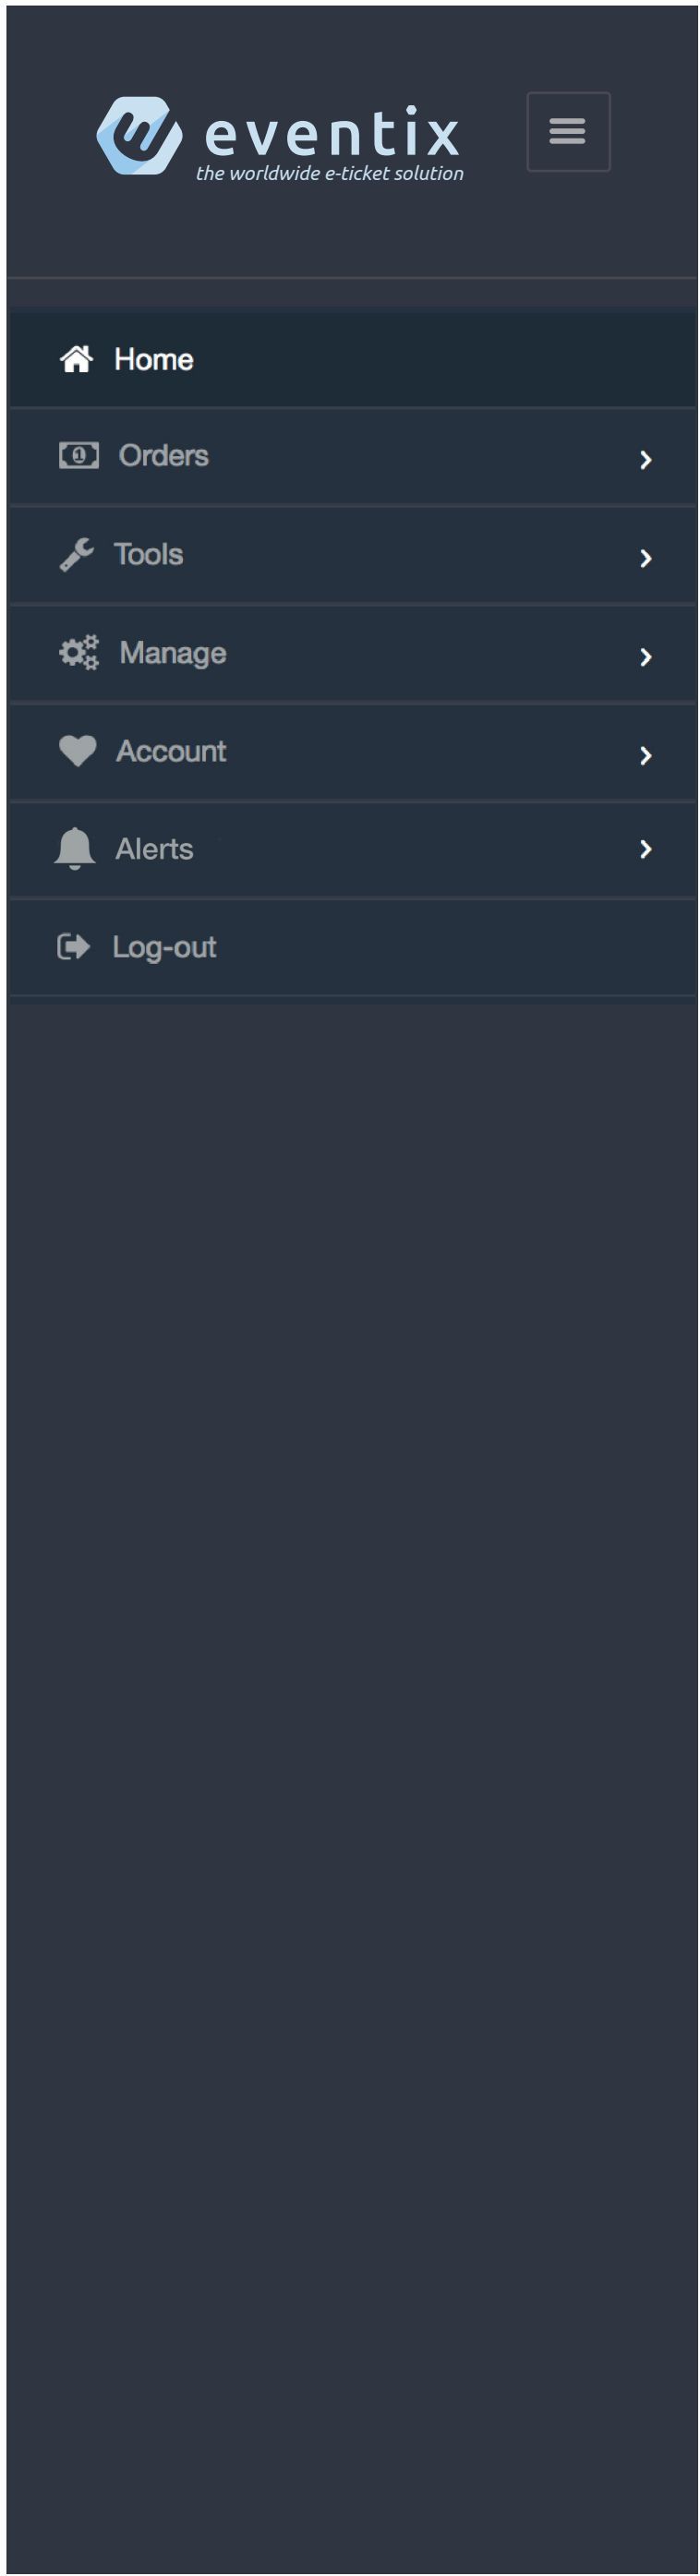 eventix
the worldwide e-ticket solution
Home
Orders
Tools
Manage
Account
Alerts
Log-out